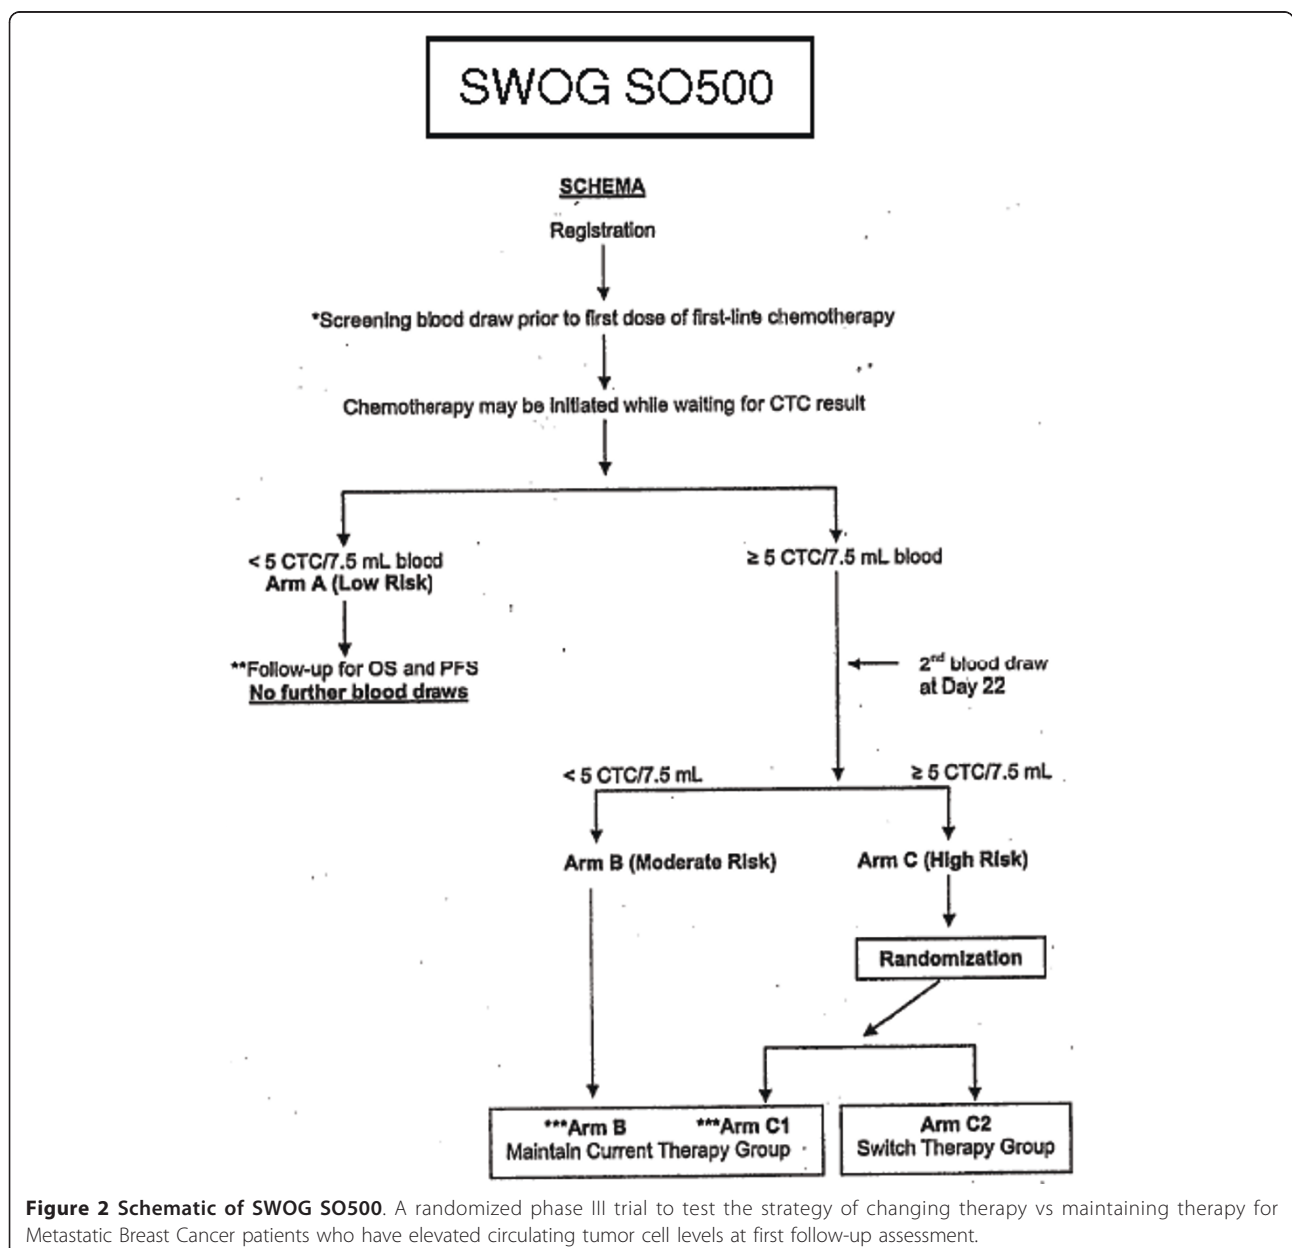 SWOG SO500
SCHEMA
Registration
*Screening blood draw prior to first dose of first-line chemotherapy
Chemotherapy may be initiated while waiting for CTC result
< 5 CTC/7.5 mL blood
Arm A (Low Risk)
≥ 5 CTC/7.5 mL blood
**Follow-up for OS and PFS
No further blood draws
2nd blood draw
at Day 22
< 5 CTC/7.5 mL
≥ 5 CTC/7.5 mL
Arm B (Moderate Risk)
Arm C (High Risk)
Randomization
***Arm B ***Arm C1
Maintain Current Therapy Group
Arm C2
Switch Therapy Group
Figure 2 Schematic of SWOG SO500. A randomized phase III trial to test the strategy of changing therapy vs maintaining therapy for
Metastatic Breast Cancer patients who have elevated circulating tumor cell levels at first follow-up assessment.